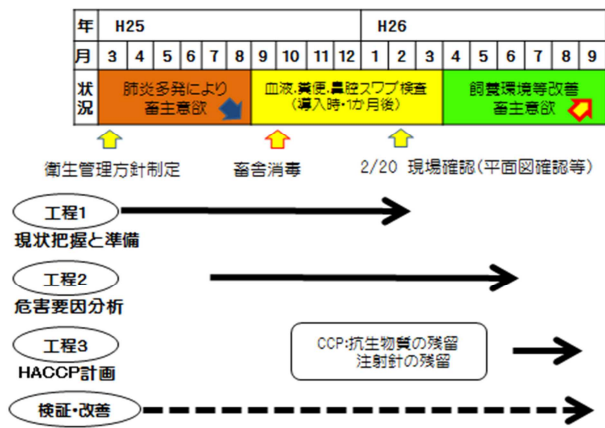 年 H25 H26
月 3 4 5 6 7 8 9 10 11 12 1 2 3 4 5 6 7 8 9
状況
肺炎多発により
畜主意欲
血液.糞便.鼻腔スワブ検査
(導入時・1か月後)
飼養環境等改善
畜主意欲
衛生管理方針制定
畜舎消毒
2/20 現場確認(平面図確認等)
工程1
現状把握と準備
工程2
危害要因分析
工程3
HACCP計画
CCP:抗生物質の残留
注射針の残留
検証・改善